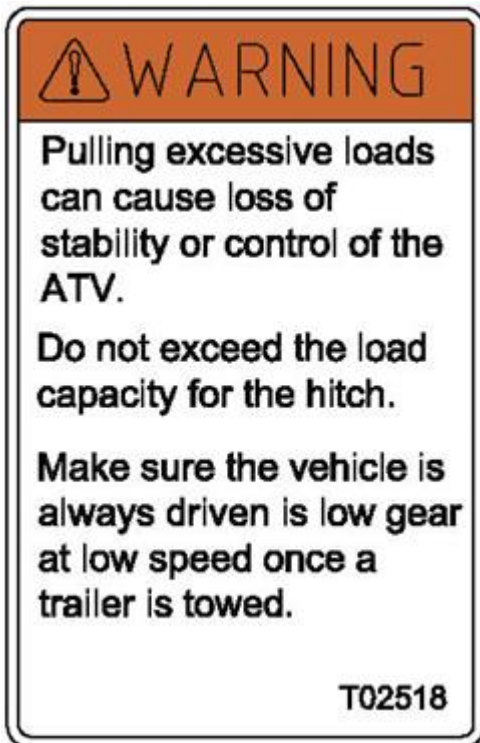 WARNING
Pulling excessive loads
can cause loss of
stability or control of the
ATV.
Do not exceed the load
capacity for the hitch.
Make sure the vehicle is
always driven is low gear
at low speed once a
trailer is towed.
T02518